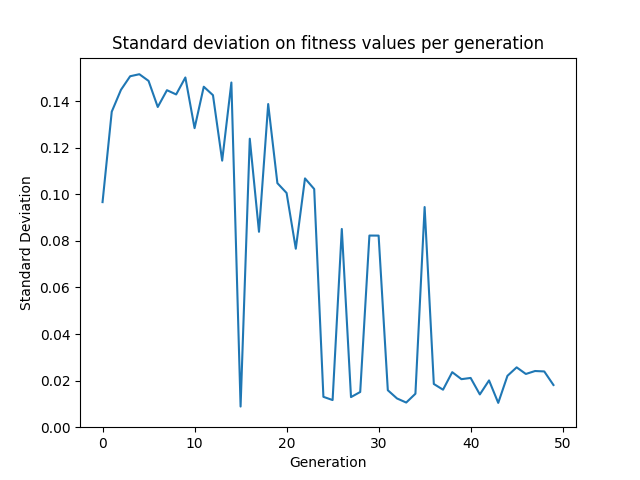 Standard deviation on fitness values per generation
Standard Deviation
0.14
0.12
0.10
0.08
0.06
0.04
0.02
0.00
0 10 20 30 40 50
Generation